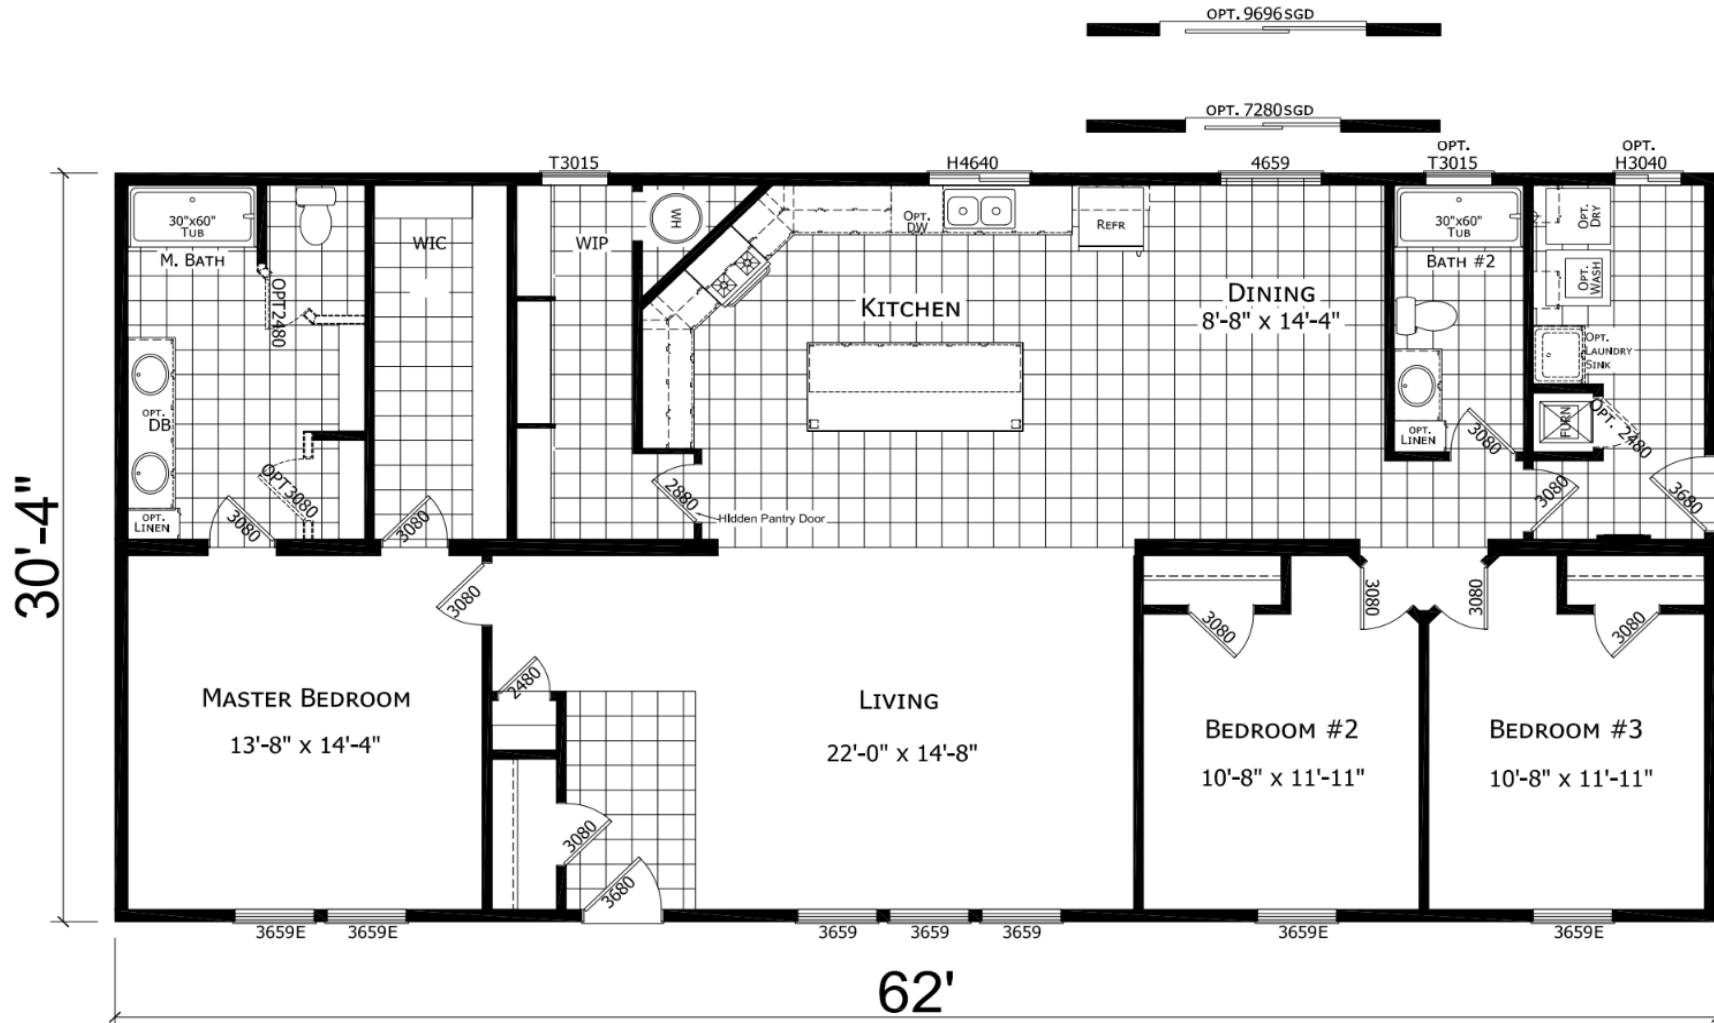 OPT. 9696SGD
OPT. 7280SGD
T3015
H4640
4659
OPT.
T3015
OPT.
H3040
30"x60"
TUB
M. BATH
OPT2480
OPT.
DB
OPT3080
OPT.
LINEN
3080
WIC
3080
WIP
WH
OPT.
DW
REFR
KITCHEN
DINING
8'-8" x 14'-4"
2880
Hidden Pantry Door
30"x60"
TUB
BATH #2
OPT.
LINEN
3080
OPT.
DRY
OPT.
WASH
OPT.
LAUNDRY
SINK
FURN
OPT. 2480
3080
3680
30'-4"
3080
2480
MASTER BEDROOM
13'-8" x 14'-4"
3080
3680
LIVING
22'-0" x 14'-8"
3080
3080
BEDROOM #2
10'-8" x 11'-11"
3080
3080
BEDROOM #3
10'-8" x 11'-11"
3659E
3659E
3659
3659
3659
3659E
3659E
62'